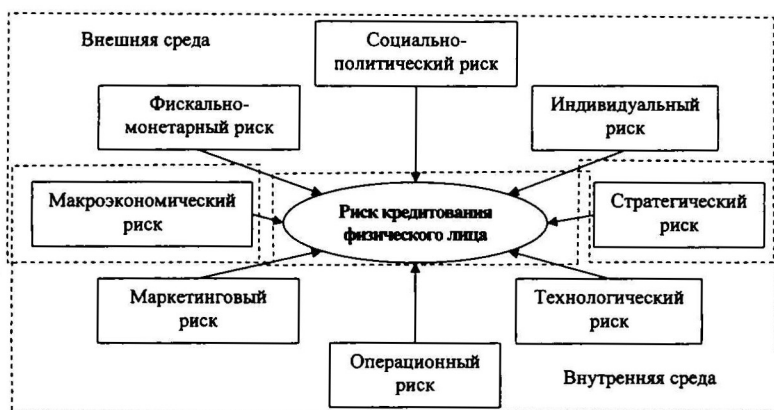 Внешняя среда
Социально-
политический риск
Фискально-
монетарный риск
Индивидуальный
риск
Макроэкономический
риск
Риск кредитования
физического лица
Стратегический
риск
Маркетинговый
риск
Технологический
риск
Операционный
риск
Внутренняя среда